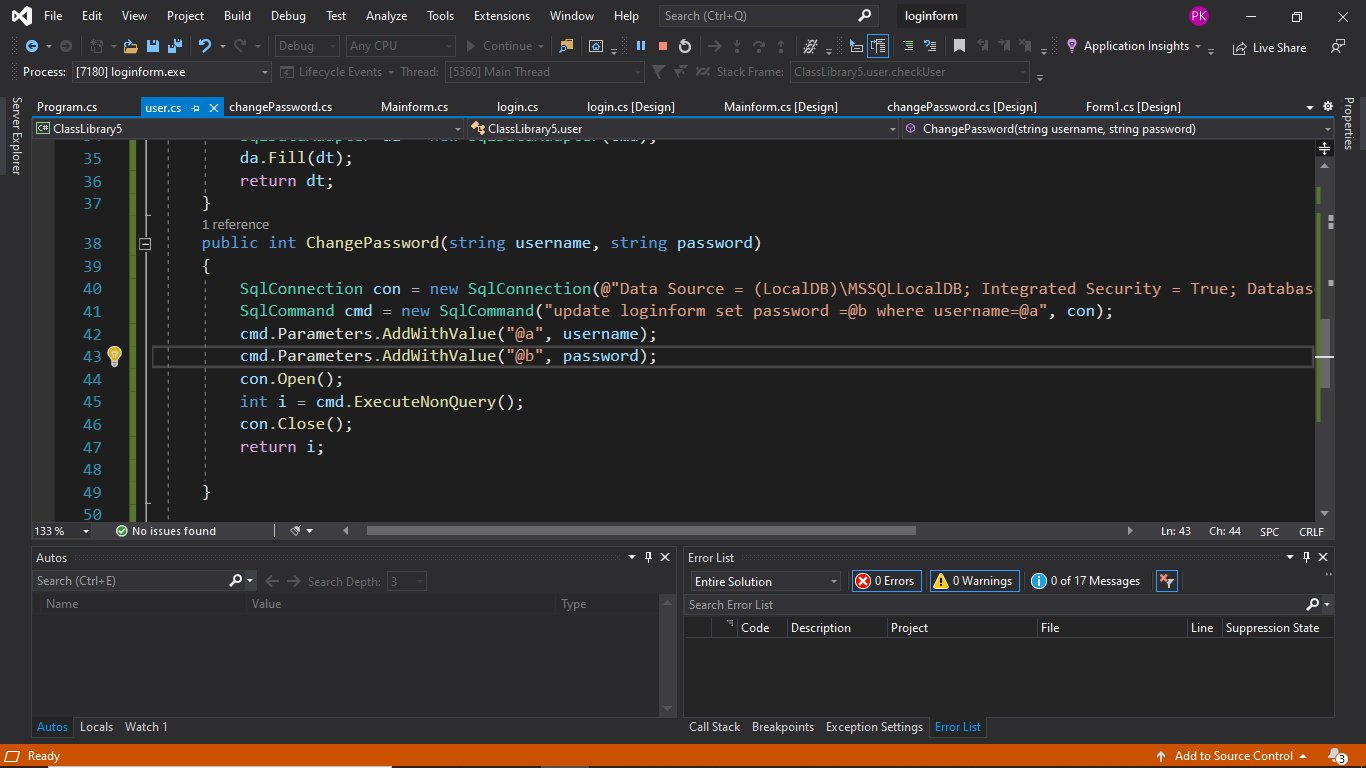 File Edit View Project Build Debug Test Analyze Tools Extensions Window Help Search (Ctrl+Q) loginform PK
Debug Any CPU Continue Application Insights Live Share
Process: [7180] loginform.exe Lifecycle Events Thread: [5360] Main Thread Stack Frame: ClassLibrary5.user.checkUser
Server Explorer
Properties
Program.cs user.cs changePassword.cs Mainform.cs login.cs login.cs [Design] Mainform.cs [Design] changePassword.cs [Design] Form1.cs [Design]
C# ClassLibrary5 ClassLibrary5.user ChangePassword(string username, string password)
35 da.Fill(dt);
36 return dt;
37 }
1 reference
38 public int ChangePassword(string username, string password)
39 {
40 SqlConnection con = new SqlConnection(@"Data Source = (LocalDB)\MSSQLLocalDB; Integrated Security = True; Databas
41 SqlCommand cmd = new SqlCommand("update loginform set password =@b where username=@a", con);
42 cmd.Parameters.AddWithValue("@a", username);
43 cmd.Parameters.AddWithValue("@b", password);
44 con.Open();
45 int i = cmd.ExecuteNonQuery();
46 con.Close();
47 return i;
48
49 }
50
133 % No issues found Ln: 43 Ch: 44 SPC CRLF
Autos
Search (Ctrl+E) Search Depth: 3
Name Value Type
Autos Locals Watch 1
Error List
Entire Solution 0 Errors 0 Warnings 0 of 17 Messages
Search Error List
Code Description Project File Line Suppression State
Call Stack Breakpoints Exception Settings Error List
Ready Add to Source Control 3